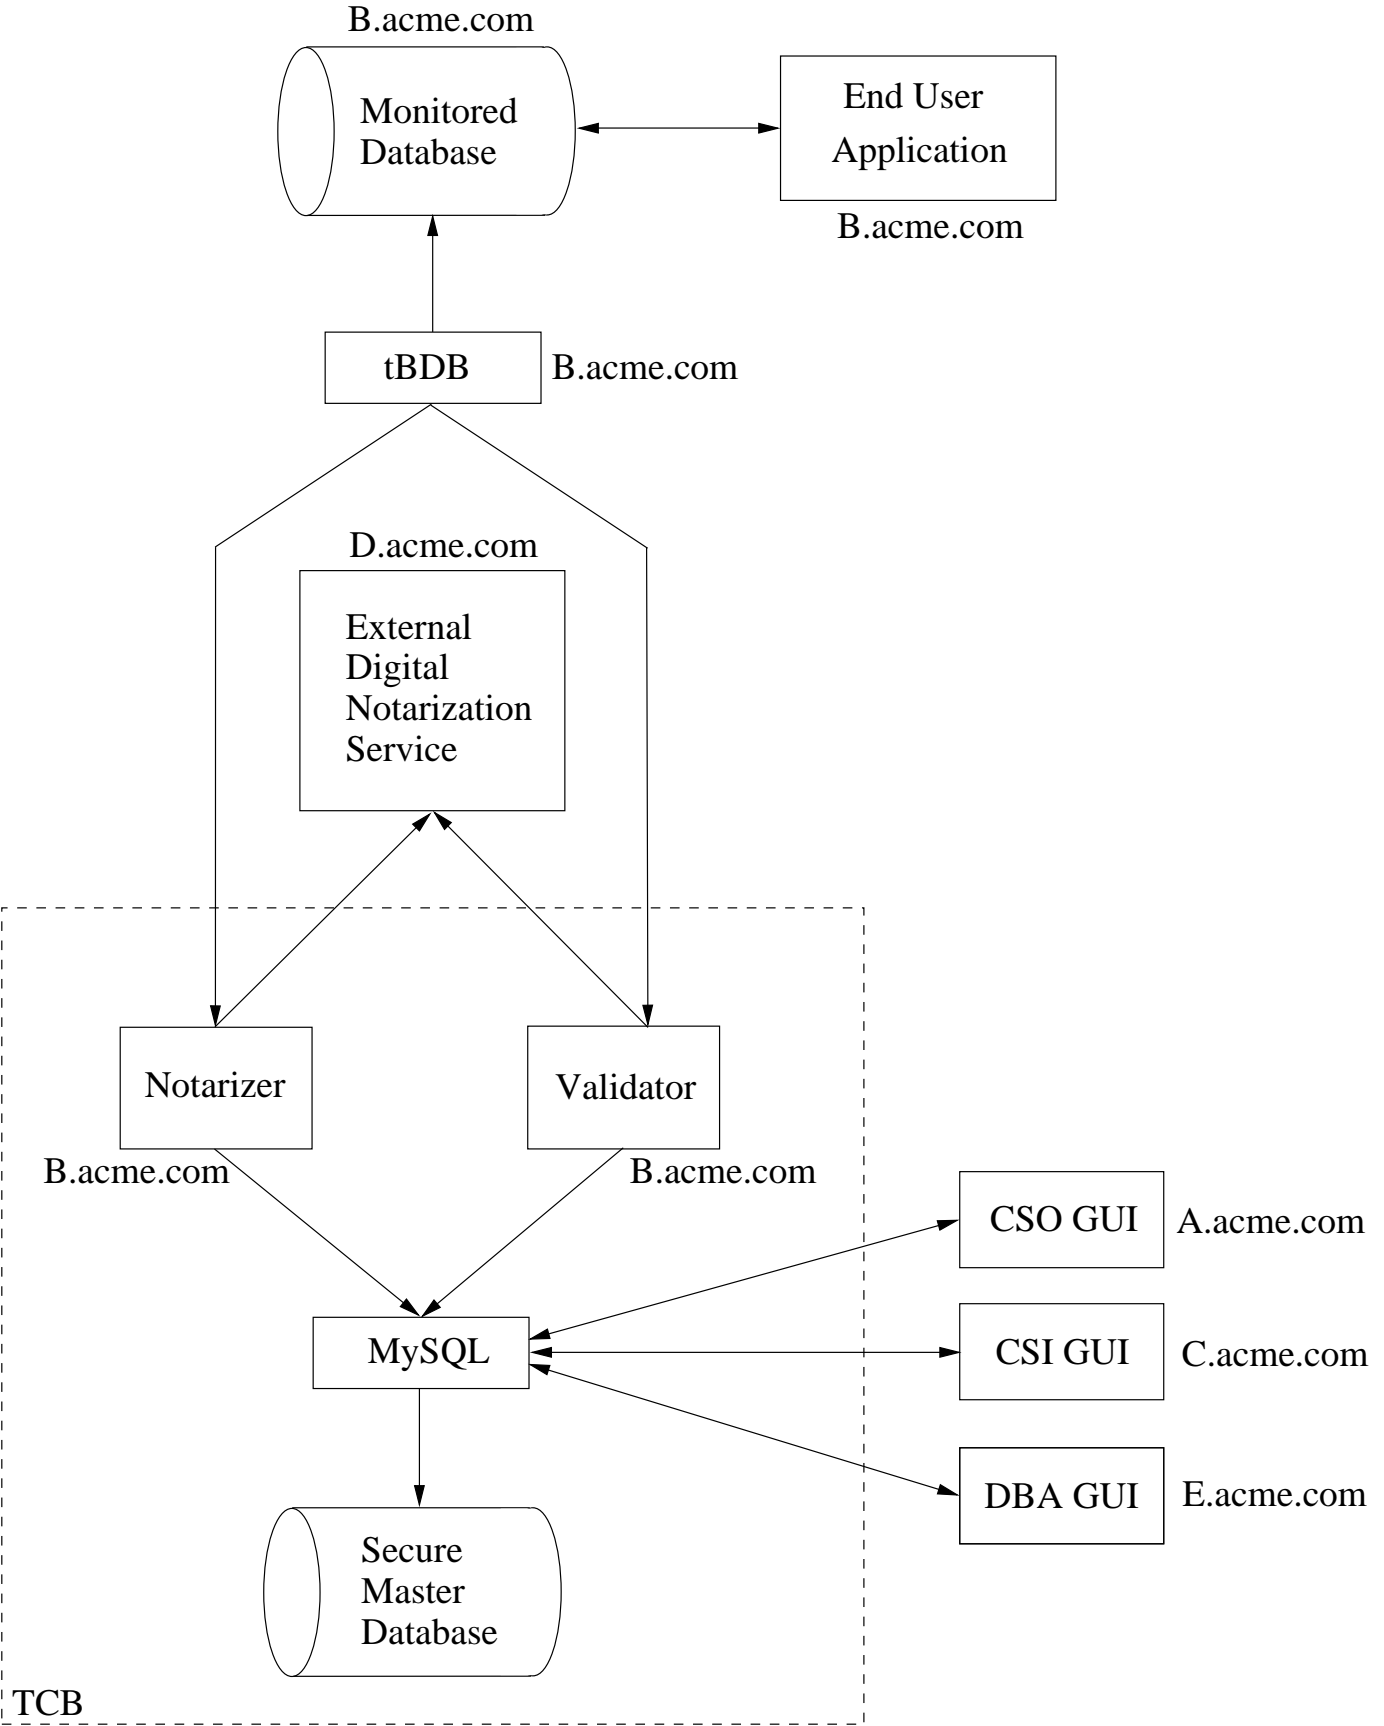 B.acme.com
Monitored
Database
End User
Application
B.acme.com
tBDB
B.acme.com
D.acme.com
External
Digital
Notarization
Service
Notarizer
Validator
B.acme.com
B.acme.com
CSO GUI
A.acme.com
MySQL
CSI GUI
C.acme.com
DBA GUI
E.acme.com
Secure
Master
Database
TCB